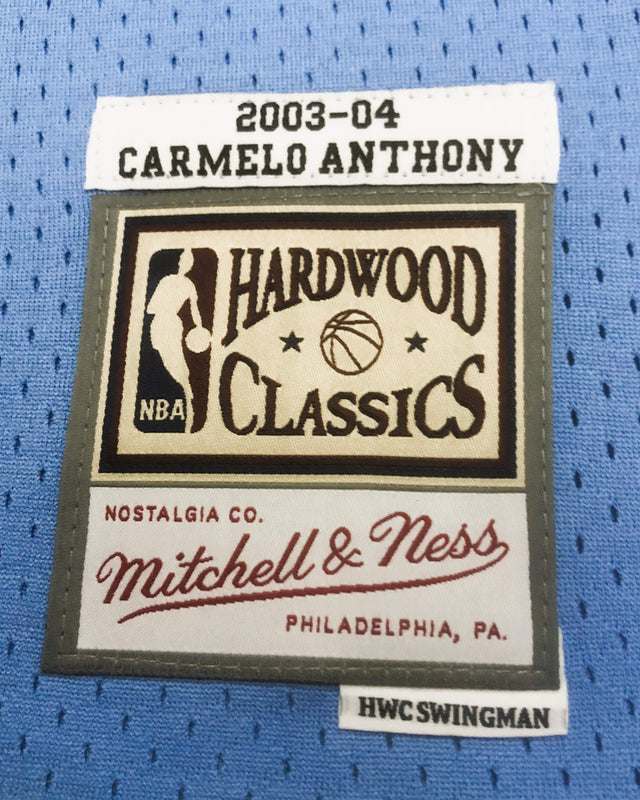 2003-04
CARMELO ANTHONY
HARDWOOD
CLASSICS
NBA
NOSTALGIA CO.
Mitchell & Ness
PHILADELPHIA, PA.
HWC SWINGMAN